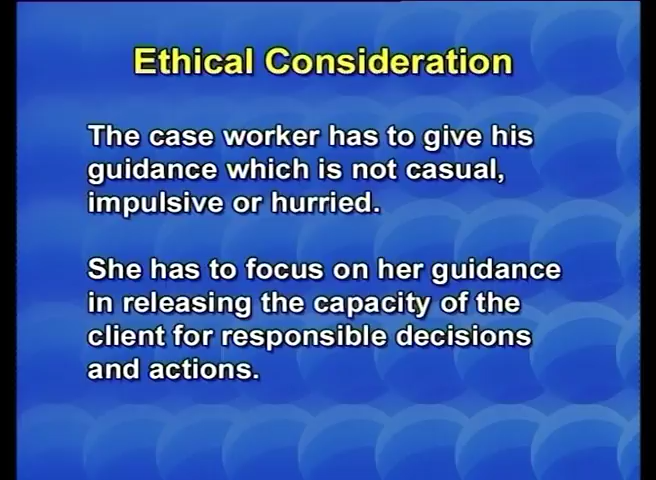 Ethical Consideration
The case worker has to give his
guidance which is not casual,
impulsive or hurried.
She has to focus on her guidance
in releasing the capacity of the
client for responsible decisions
and actions.